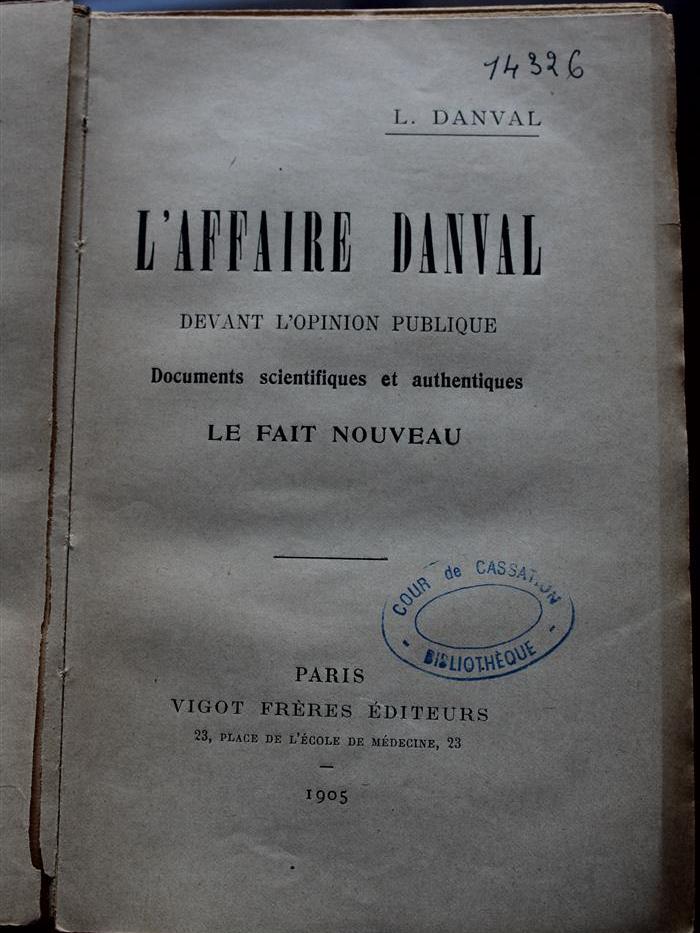 14326
L. DANVAL
L'AFFAIRE DANVAL
DEVANT L'OPINION PUBLIQUE
Documents scientifiques et authentiques
LE FAIT NOUVEAU
COUR de CASSATION
- BIBLIOTHÈQUE -
PARIS
VIGOT FRÈRES ÉDITEURS
23, PLACE DE L'ÉCOLE DE MÉDECINE, 23
1905